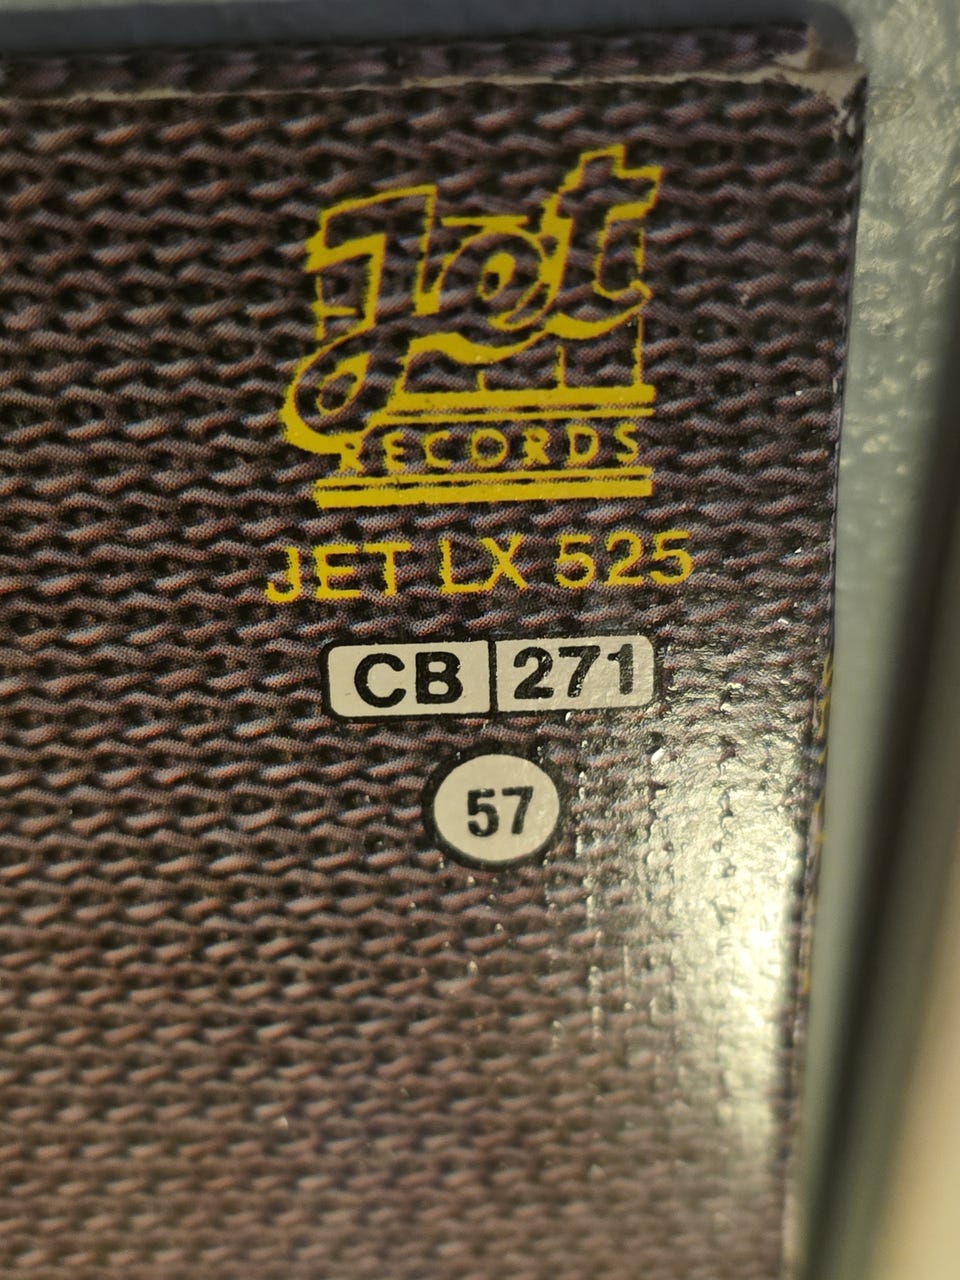 Jet
RECORDS
JET LX 525
CB 271
57